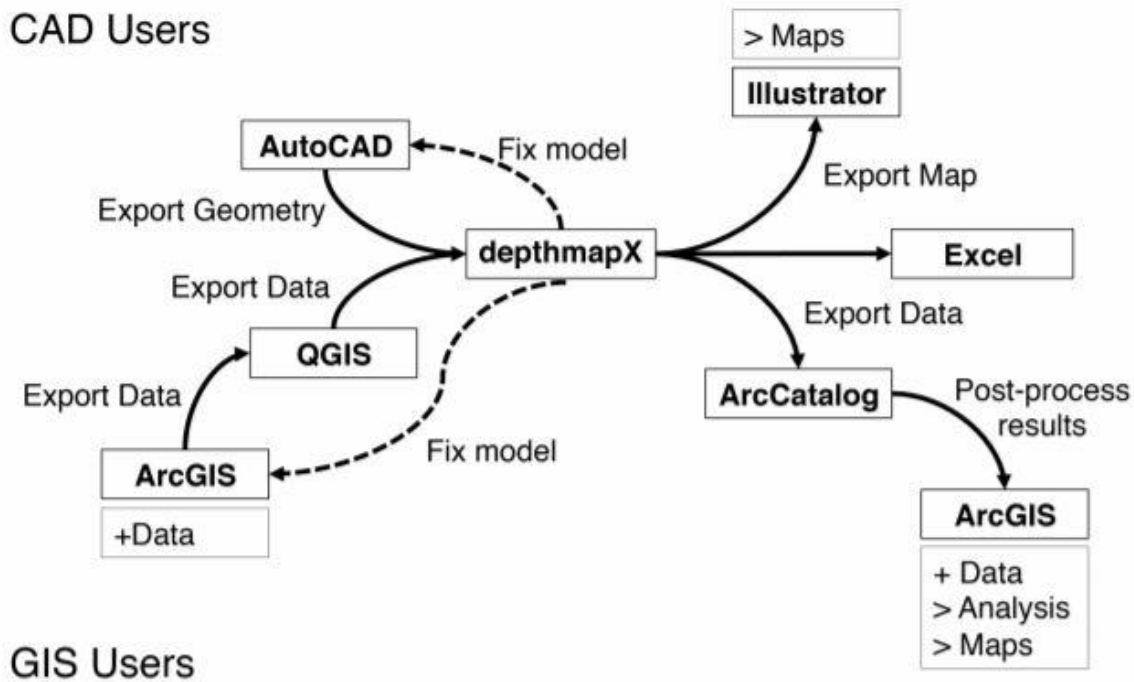 CAD Users
> Maps
Illustrator
AutoCAD
Fix model
Export Map
Export Geometry
depthmapX
Excel
Export Data
Export Data
QGIS
ArcCatalog
Post-process
results
Export Data
Fix model
ArcGIS
+Data
ArcGIS
+ Data
> Analysis
> Maps
GIS Users